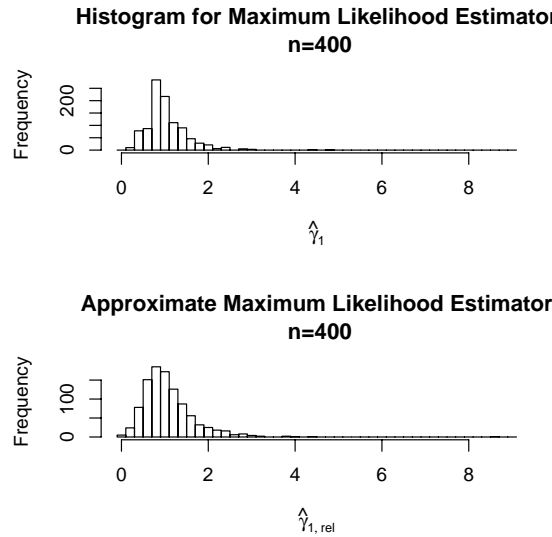 Histogram for Maximum Likelihood Estimator
n=400
Frequency
200
0
0 2 4 6 8
γ̂₁
Approximate Maximum Likelihood Estimator
n=400
Frequency
100
0
0 2 4 6 8
γ̂₁, rel